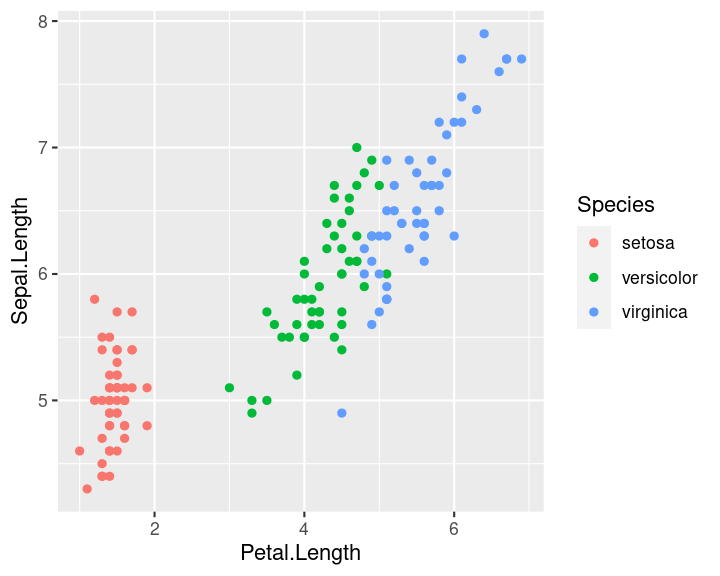 8
7
6
5
Sepal.Length
2
4
6
Petal.Length
Species
setosa
versicolor
virginica